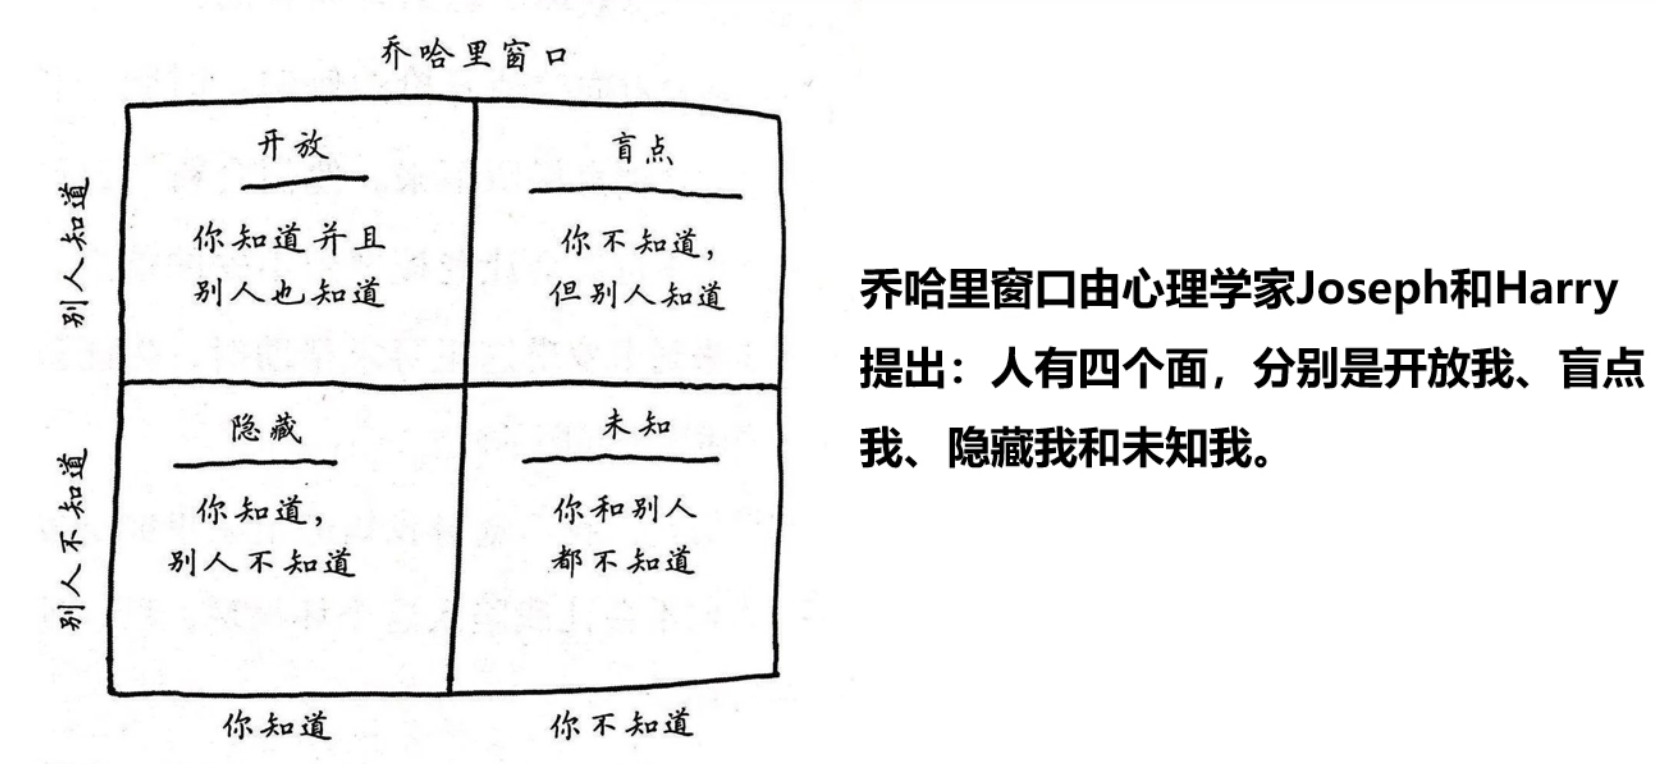 乔哈里窗口
别人知道
开放
你知道并且
别人也知道
盲点
你不知道,
但别人知道
别人不知道
隐藏
你知道,
别人不知道
未知
你和别人
都不知道
你知道
你不知道
乔哈里窗口由心理学家Joseph和Harry
提出：人有四个面，分别是开放我、盲点
我、隐藏我和未知我。